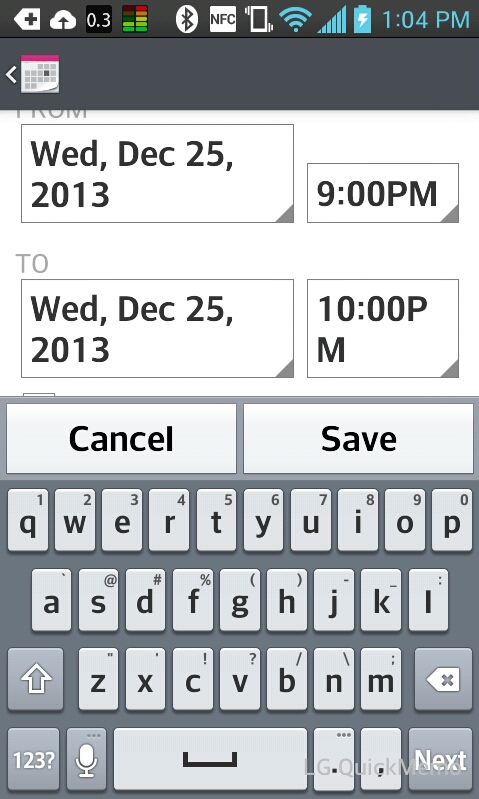 0.3 NFC 1:04 PM
FROM
Wed, Dec 25,
2013
9:00PM
TO
Wed, Dec 25,
2013
10:00P
M
Cancel Save
1 2 3 4 5 6 7 8 9 0
q w e r t y u i o p
` @ # % ( ) - _ :
a s d f g h j k l
" ' ! ? / \ ;
z x c v b n m
123? ... ... . , Next
LG QuickMemo